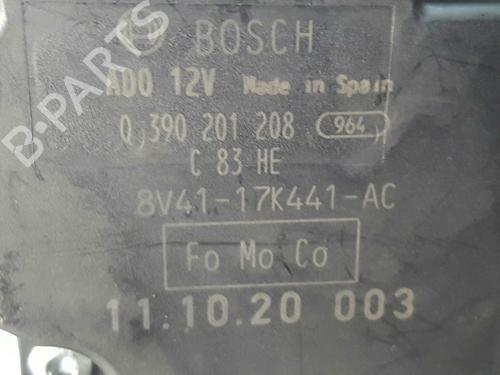 BOSCH
ADO 12V Made in Spain
0 390 201 208 964
C 83 HE
8V41-17K441-AC
Fo Mo Co
11.10.20 003
B-PARTS